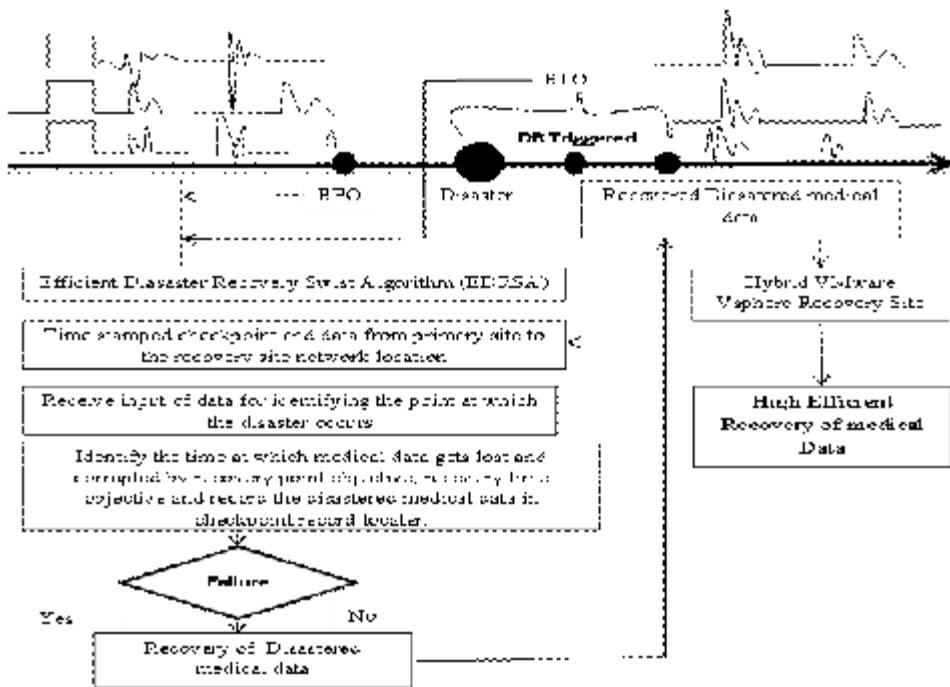 RTO
DR Triggered
RPO
Disaster
Recovered Disastered medical
data
Efficient Disaster Recovery Swist Algorithm (EDRSA)
Hybrid VMware
Vsphere Recovery Site
Time stamped checkpoint and data from primary site to
the recovery site network location
Receive input of data for identifying the point at which
the disaster occurs
High Efficient
Recovery of medical
Data
Identify the time at which medical data gets lost and
corrupted by recovery point objective, recovery time
objective and record the disastered medical data in
checkpoint record locater.
Failure
Yes
No
Recovery of Disastered
medical data